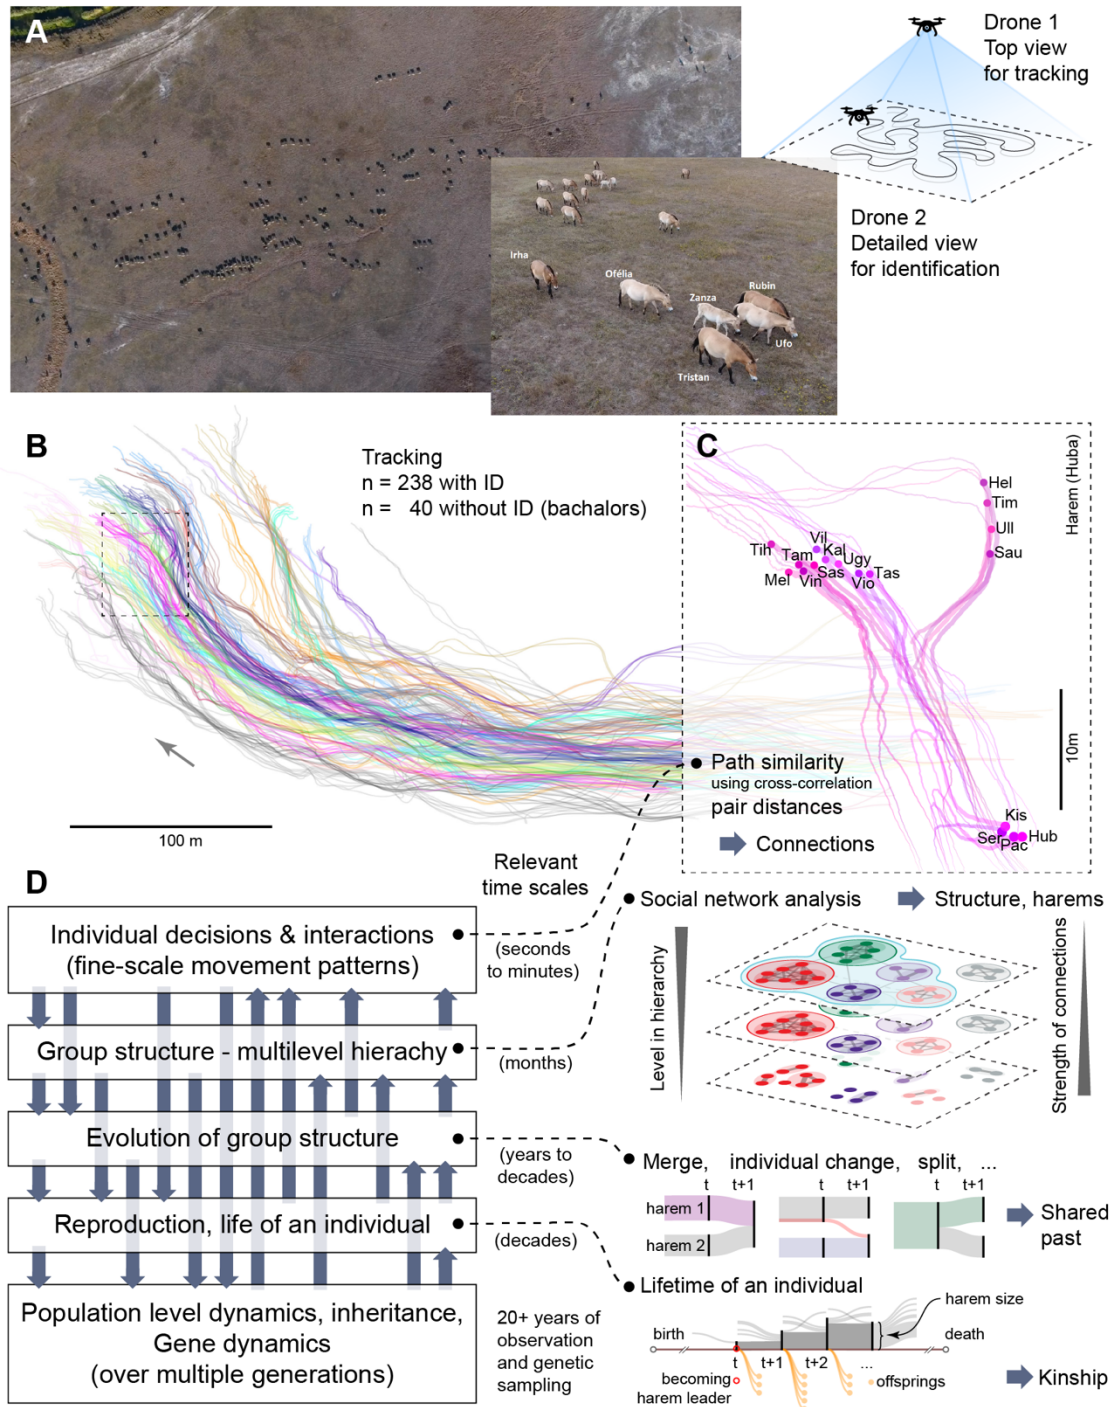 A
Drone 1
Top view
for tracking
Drone 2
Detailed view
for identification
Irha
Ofélia
Zanza
Rubin
Ufo
Tristan
B
Tracking
n = 238 with ID
n = 40 without ID (bachalors)
100 m
C
Harem (Huba)
Hel
Tim
Ull
Sau
Tih
Vil
Tam
Kal
Ugy
Mel
Vin
Sas
Vio
Tas
10m
Kis
Ser
Pac
Hub
Path similarity
using cross-correlation
pair distances
Connections
D
Relevant
time scales
Individual decisions & interactions
(fine-scale movement patterns)
(seconds
to minutes)
Group structure - multilevel hierachy
(months)
Evolution of group structure
(years to
decades)
Reproduction, life of an individual
(decades)
Population level dynamics, inheritance,
Gene dynamics
(over multiple generations)
20+ years of
observation
and genetic
sampling
Social network analysis
Structure, harems
Level in hierarchy
Strength of connections
Merge, individual change, split, ...
t t+1 t t+1 t t+1
harem 1
harem 2
Shared
past
Lifetime of an individual
harem size
birth
death
t t+1 t+2 ...
becoming
harem leader
offsprings
Kinship